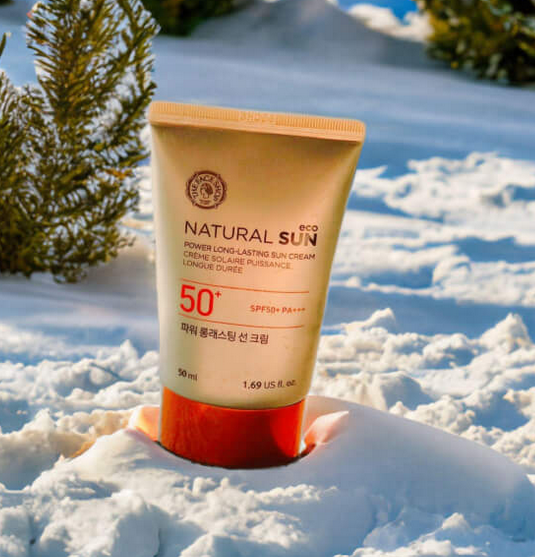 THE FACE SHOP
NATURAL SUN eco
POWER LONG-LASTING SUN CREAM
CRÈME SOLAIRE PUISSANCE
LONGUE DURÉE
50+
SPF50+ PA+++
파워 롱래스팅 선 크림
50 ml
1.69 US fl. oz.